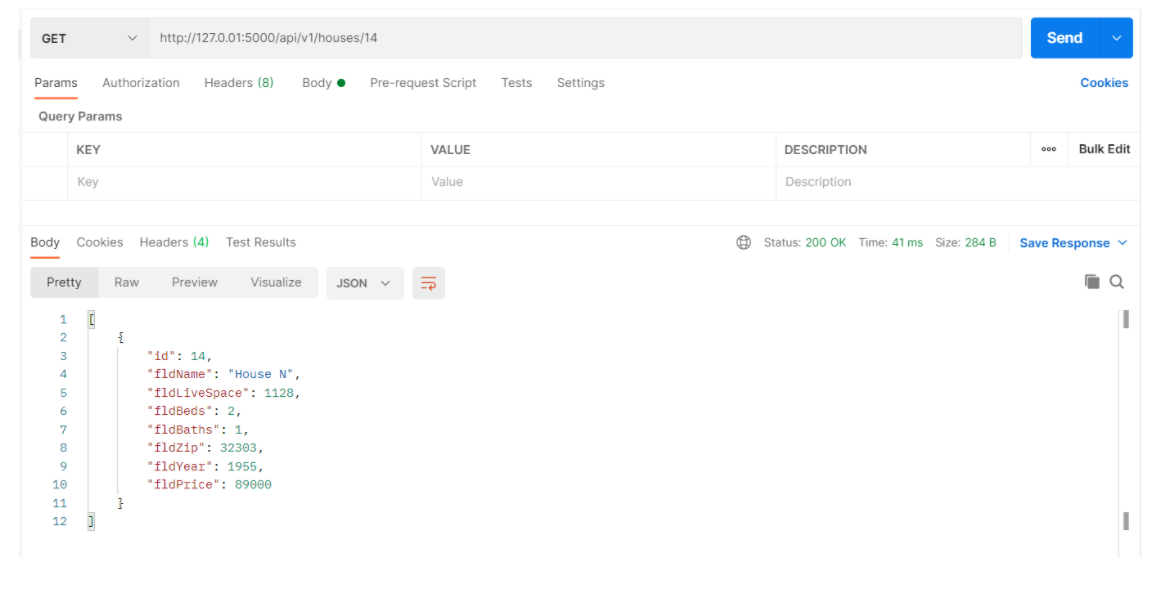 GET http://127.0.01:5000/api/v1/houses/14 Send
Params Authorization Headers (8) Body Pre-request Script Tests Settings Cookies
Query Params
KEY VALUE DESCRIPTION ooo Bulk Edit
Key Value Description
Body Cookies Headers (4) Test Results Status: 200 OK Time: 41 ms Size: 284 B Save Response
Pretty Raw Preview Visualize JSON
1 [
2 {
3 "id": 14,
4 "fldName": "House N",
5 "fldLiveSpace": 1128,
6 "fldBeds": 2,
7 "fldBaths": 1,
8 "fldZip": 32303,
9 "fldYear": 1955,
10 "fldPrice": 89000
11 }
12 ]